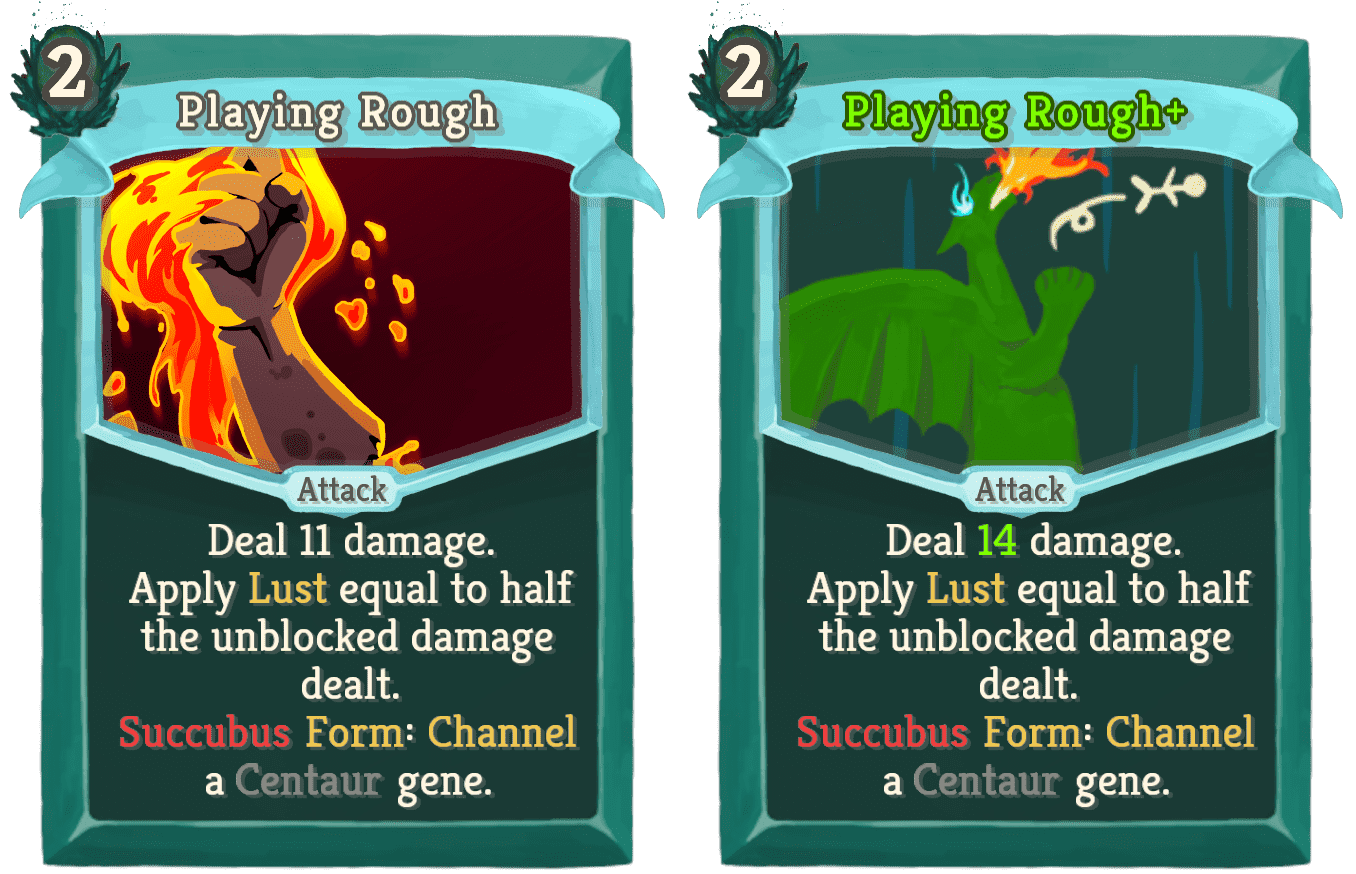 2
Playing Rough
Attack
Deal 11 damage.
Apply Lust equal to half
the unblocked damage
dealt.
Succubus Form: Channel
a Centaur gene.
2
Playing Rough+
Attack
Deal 14 damage.
Apply Lust equal to half
the unblocked damage
dealt.
Succubus Form: Channel
a Centaur gene.